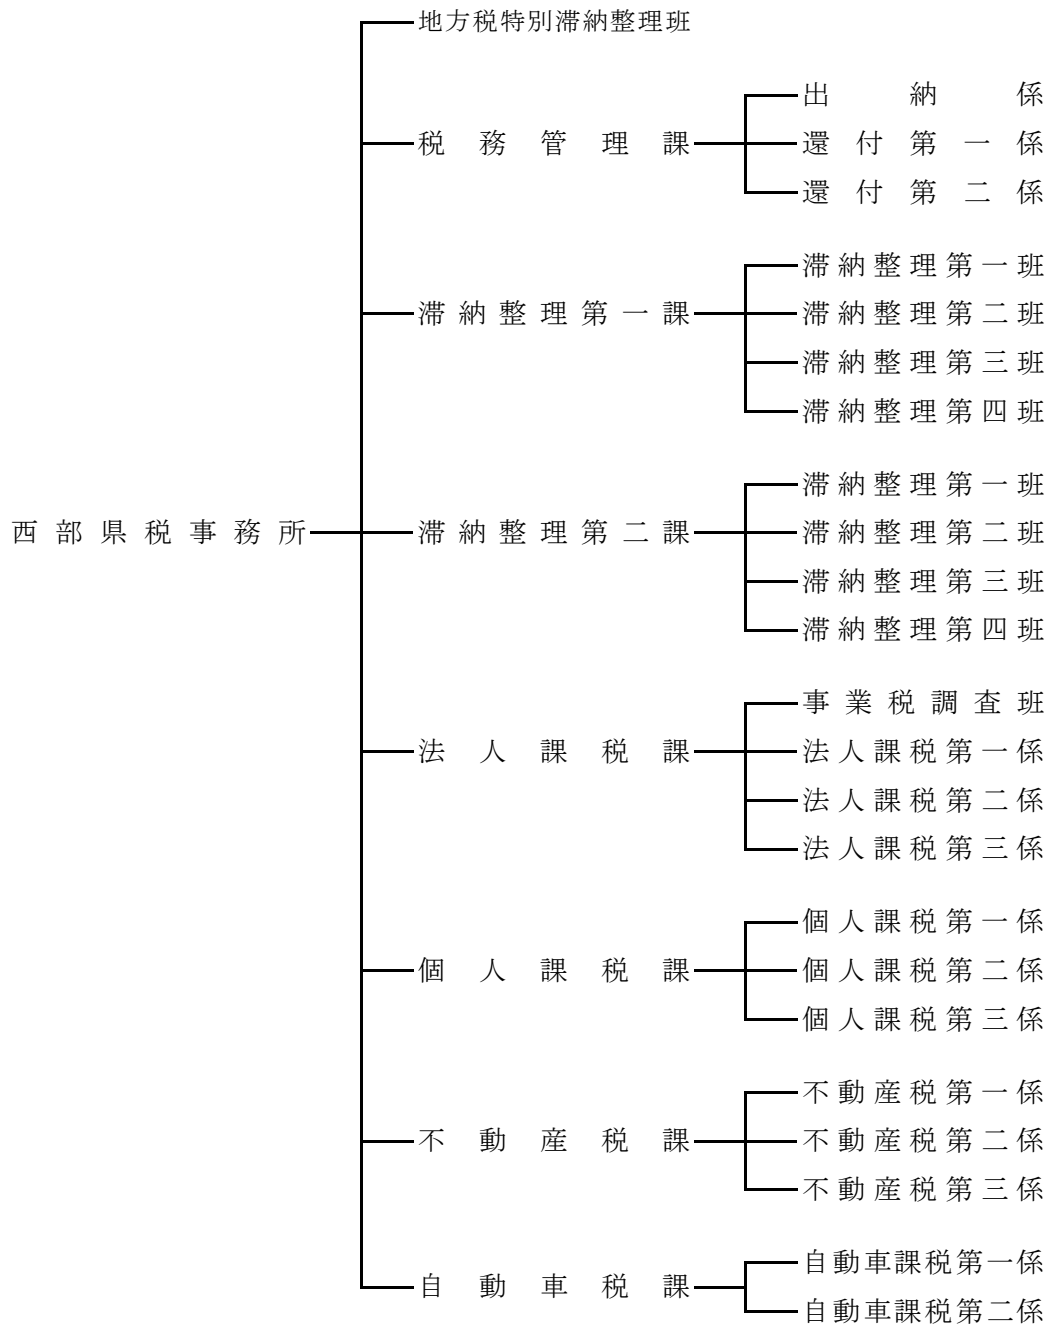 西部県税事務所
地方税特別滞納整理班
税務管理課
出納係
還付第一係
還付第二係
滞納整理第一課
滞納整理第一班
滞納整理第二班
滞納整理第三班
滞納整理第四班
滞納整理第二課
滞納整理第一班
滞納整理第二班
滞納整理第三班
滞納整理第四班
法人課税課
事業税調査班
法人課税第一係
法人課税第二係
法人課税第三係
個人課税課
個人課税第一係
個人課税第二係
個人課税第三係
不動産税課
不動産税第一係
不動産税第二係
不動産税第三係
自動車税課
自動車課税第一係
自動車課税第二係